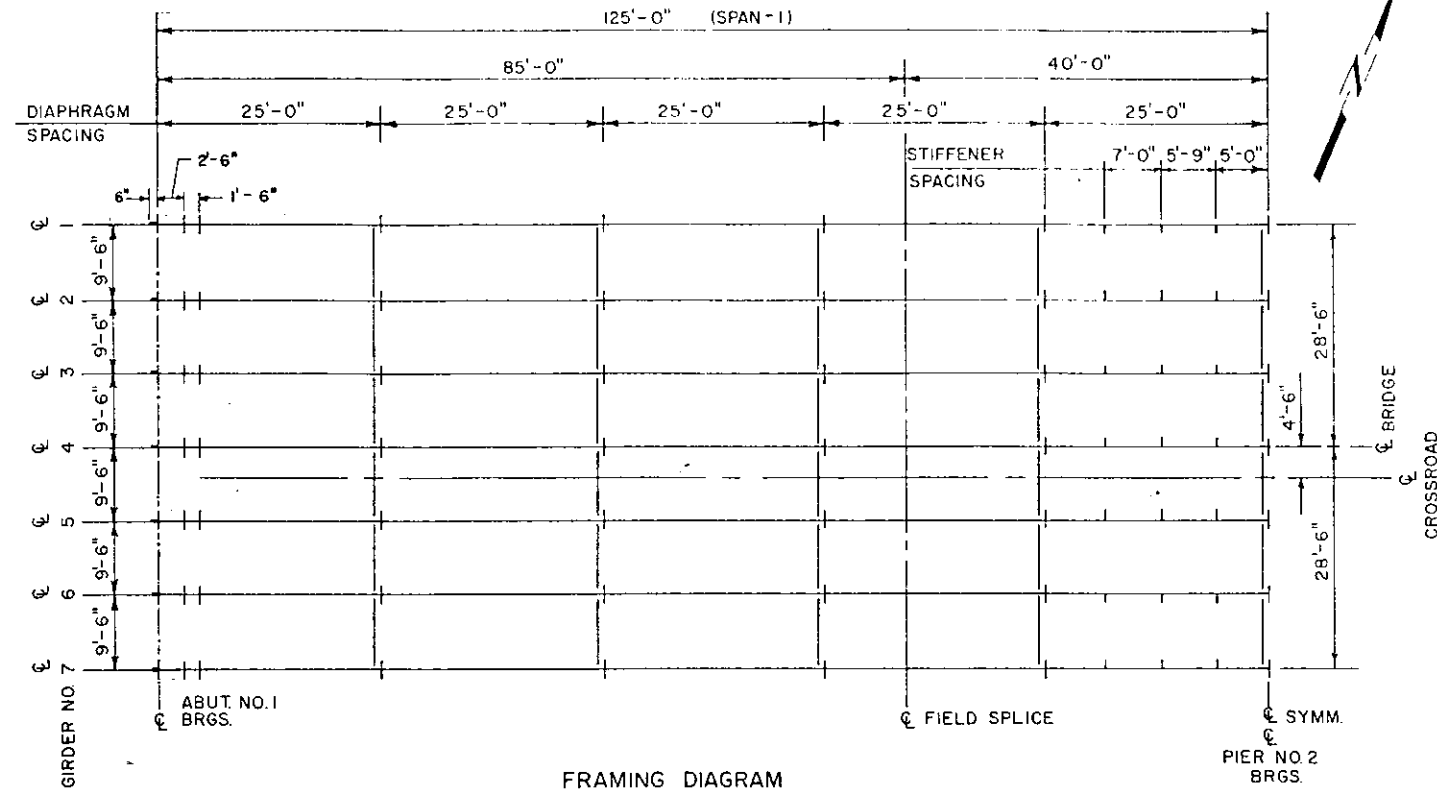 125'-0" (SPAN-1)
85'-0" 40'-0"
DIAPHRAGM SPACING
25'-0" 25'-0" 25'-0" 25'-0" 25'-0"
STIFFENER SPACING
7'-0" 5'-9" 5'-0"
2'-6"
6" 1'-6"
N
℄ 1
9'-6"
℄ 2
9'-6"
℄ 3
9'-6"
℄ 4
9'-6"
℄ 5
9'-6"
℄ 6
9'-6"
℄ 7
GIRDER NO.
28'-6"
4'-6"
28'-6"
℄ BRIDGE
℄ CROSSROAD
℄ ABUT. NO. 1 BRGS.
℄ FIELD SPLICE
℄ SYMM.
℄
PIER NO. 2
BRGS.
FRAMING DIAGRAM